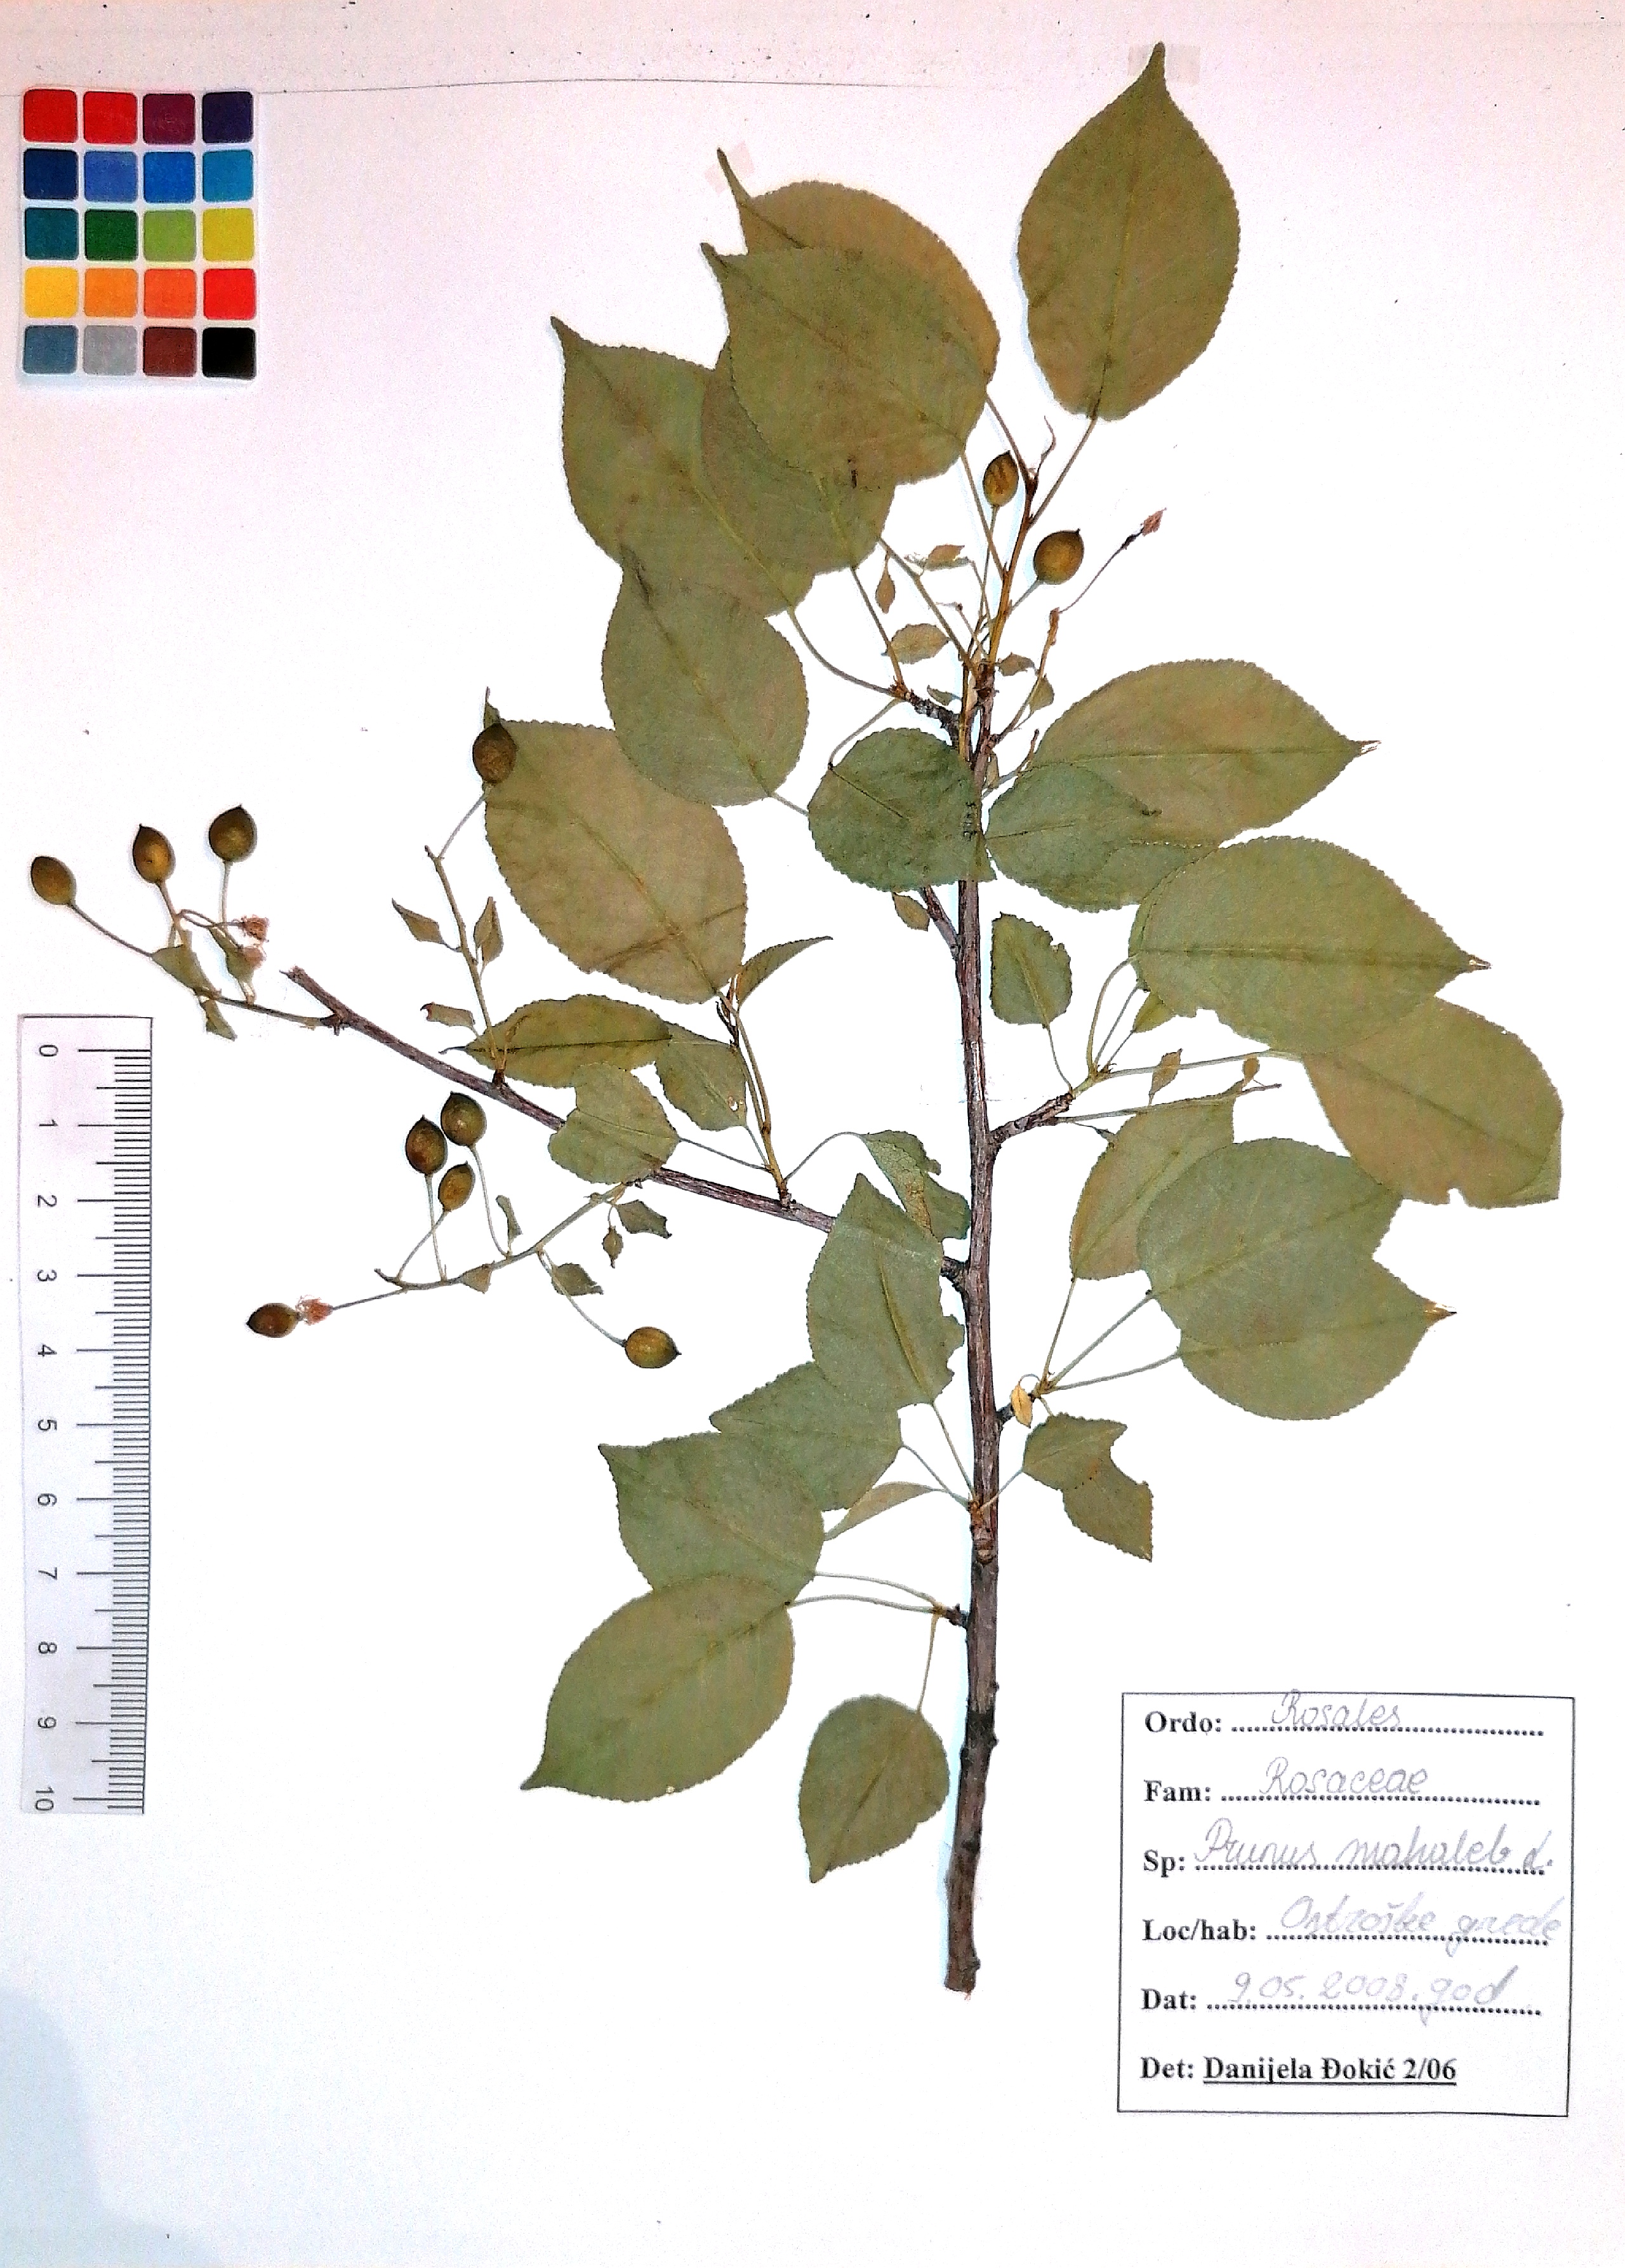 0
1
2
3
4
5
6
7
8
9
10
Ordo: Rosales
Fam: Rosaceae
Sp: Prunus mahaleb L.
Loc/hab: Ostroške grede
Dat: 9.05.2008.god
Det: Danijela Đokić 2/06